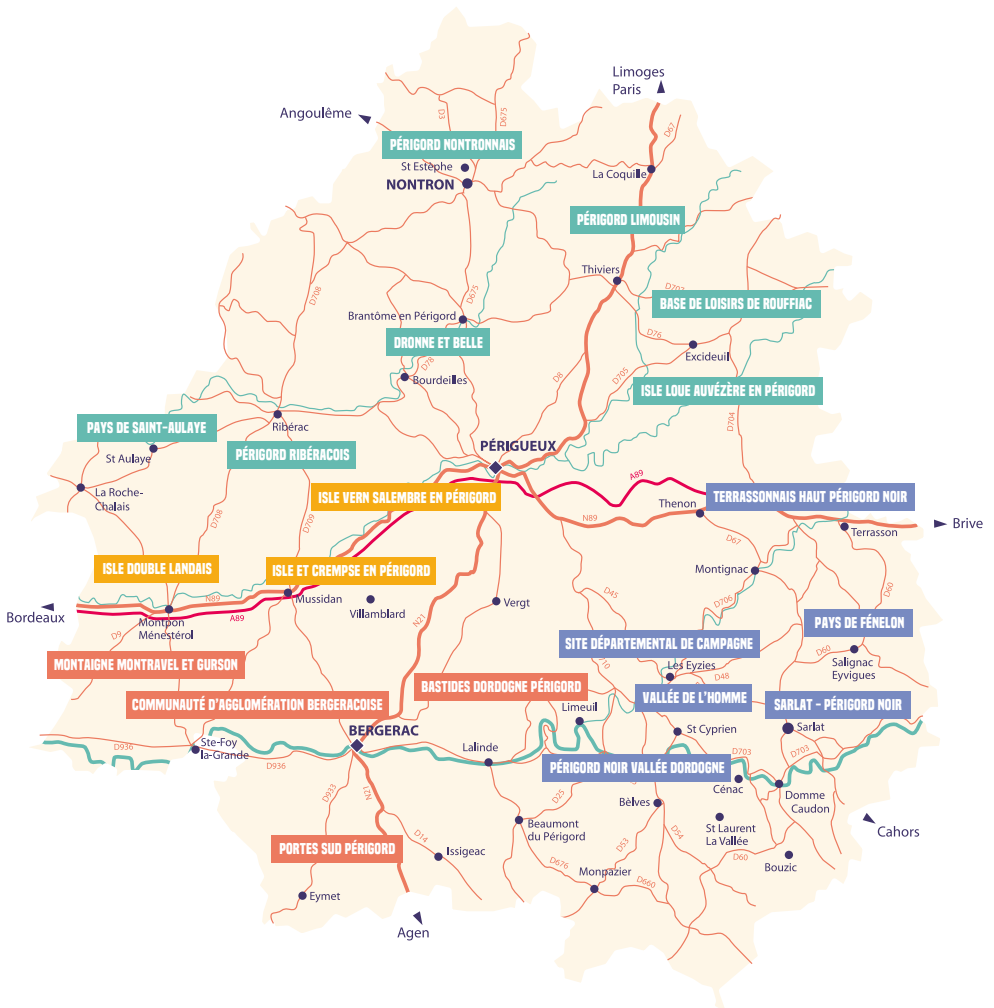 Limoges
Paris
Angoulême
D3
D675
D67
PÉRIGORD NONTRONNAIS
St Estèphe
NONTRON
La Coquille
PÉRIGORD LIMOUSIN
Thiviers
D708
D675
BASE DE LOISIRS DE ROUFFIAC
Brantôme en Périgord
D76
DRONNE ET BELLE
Excideuil
D78
D8
D705
Bourdeilles
ISLE LOUE AUVÉZÈRE EN PÉRIGORD
D704
PAYS DE SAINT-AULAYE
Ribérac
St Aulaye
PÉRIGORD RIBÉRACOIS
PÉRIGUEUX
La Roche-
Chalais
ISLE VERN SALEMBRE EN PÉRIGORD
A89
TERRASSONNAIS HAUT PÉRIGORD NOIR
Thenon
D708
D709
N89
Brive
Terrasson
D67
ISLE DOUBLE LANDAIS
ISLE ET CREMPSE EN PÉRIGORD
Montignac
D45
D60
N89
Mussidan
Villamblard
Vergt
D706
Bordeaux
A89
Montpon
Ménestérol
D9
N21
PAYS DE FÉNELON
SITE DÉPARTEMENTAL DE CAMPAGNE
D60
Salignac
Eyvigues
MONTAIGNE MONTRAVEL ET GURSON
Les Eyzies
D48
BASTIDES DORDOGNE PÉRIGORD
VALLÉE DE L'HOMME
COMMUNAUTÉ D'AGGLOMÉRATION BERGERACOISE
Limeuil
SARLAT - PÉRIGORD NOIR
St Cyprien
Sarlat
BERGERAC
D936
Ste-Foy
la-Grande
D936
Lalinde
D703
D703
PÉRIGORD NOIR VALLÉE DORDOGNE
Cénac
Domme
Caudon
D933
N21
D25
Bèlves
Beaumont
du Périgord
St Laurent
La Vallée
Cahors
D14
D53
D54
PORTES SUD PÉRIGORD
Issigeac
D676
D60
Bouzic
Monpazier
D660
Eymet
Agen